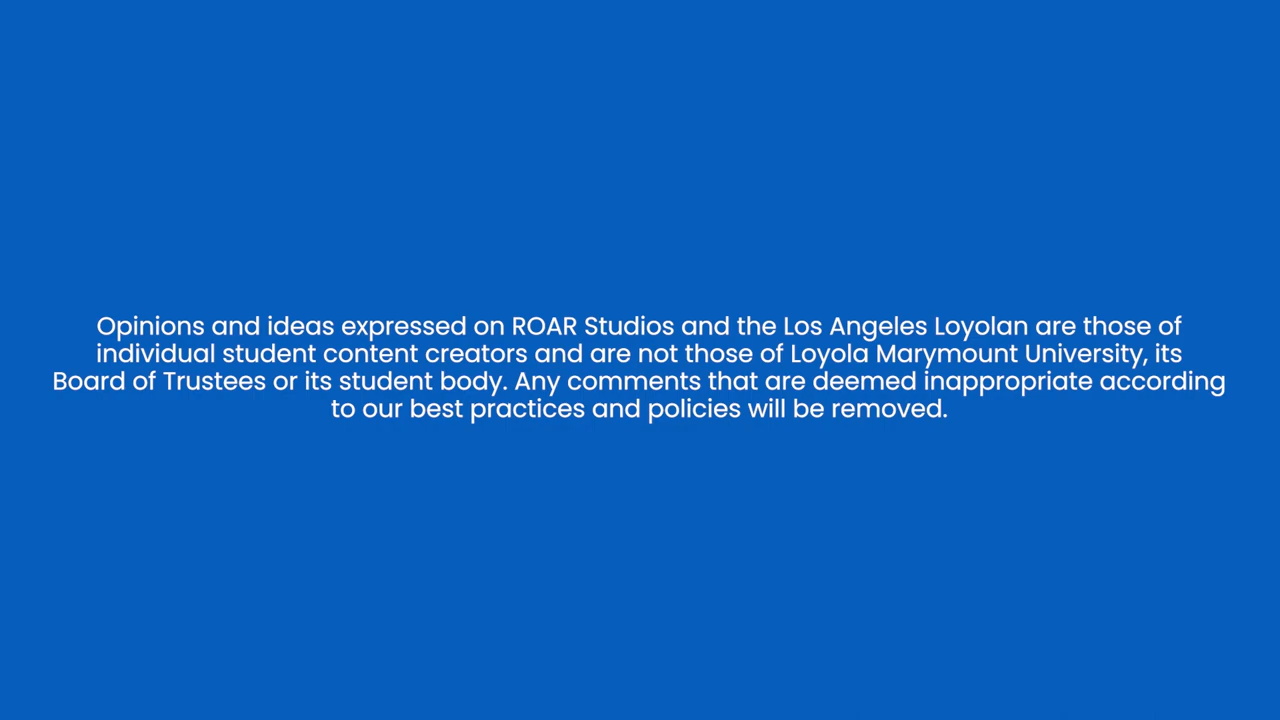 Opinions and ideas expressed on ROAR Studios and the Los Angeles Loyolan are those of
individual student content creators and are not those of Loyola Marymount University, its
Board of Trustees or its student body. Any comments that are deemed inappropriate according
to our best practices and policies will be removed.